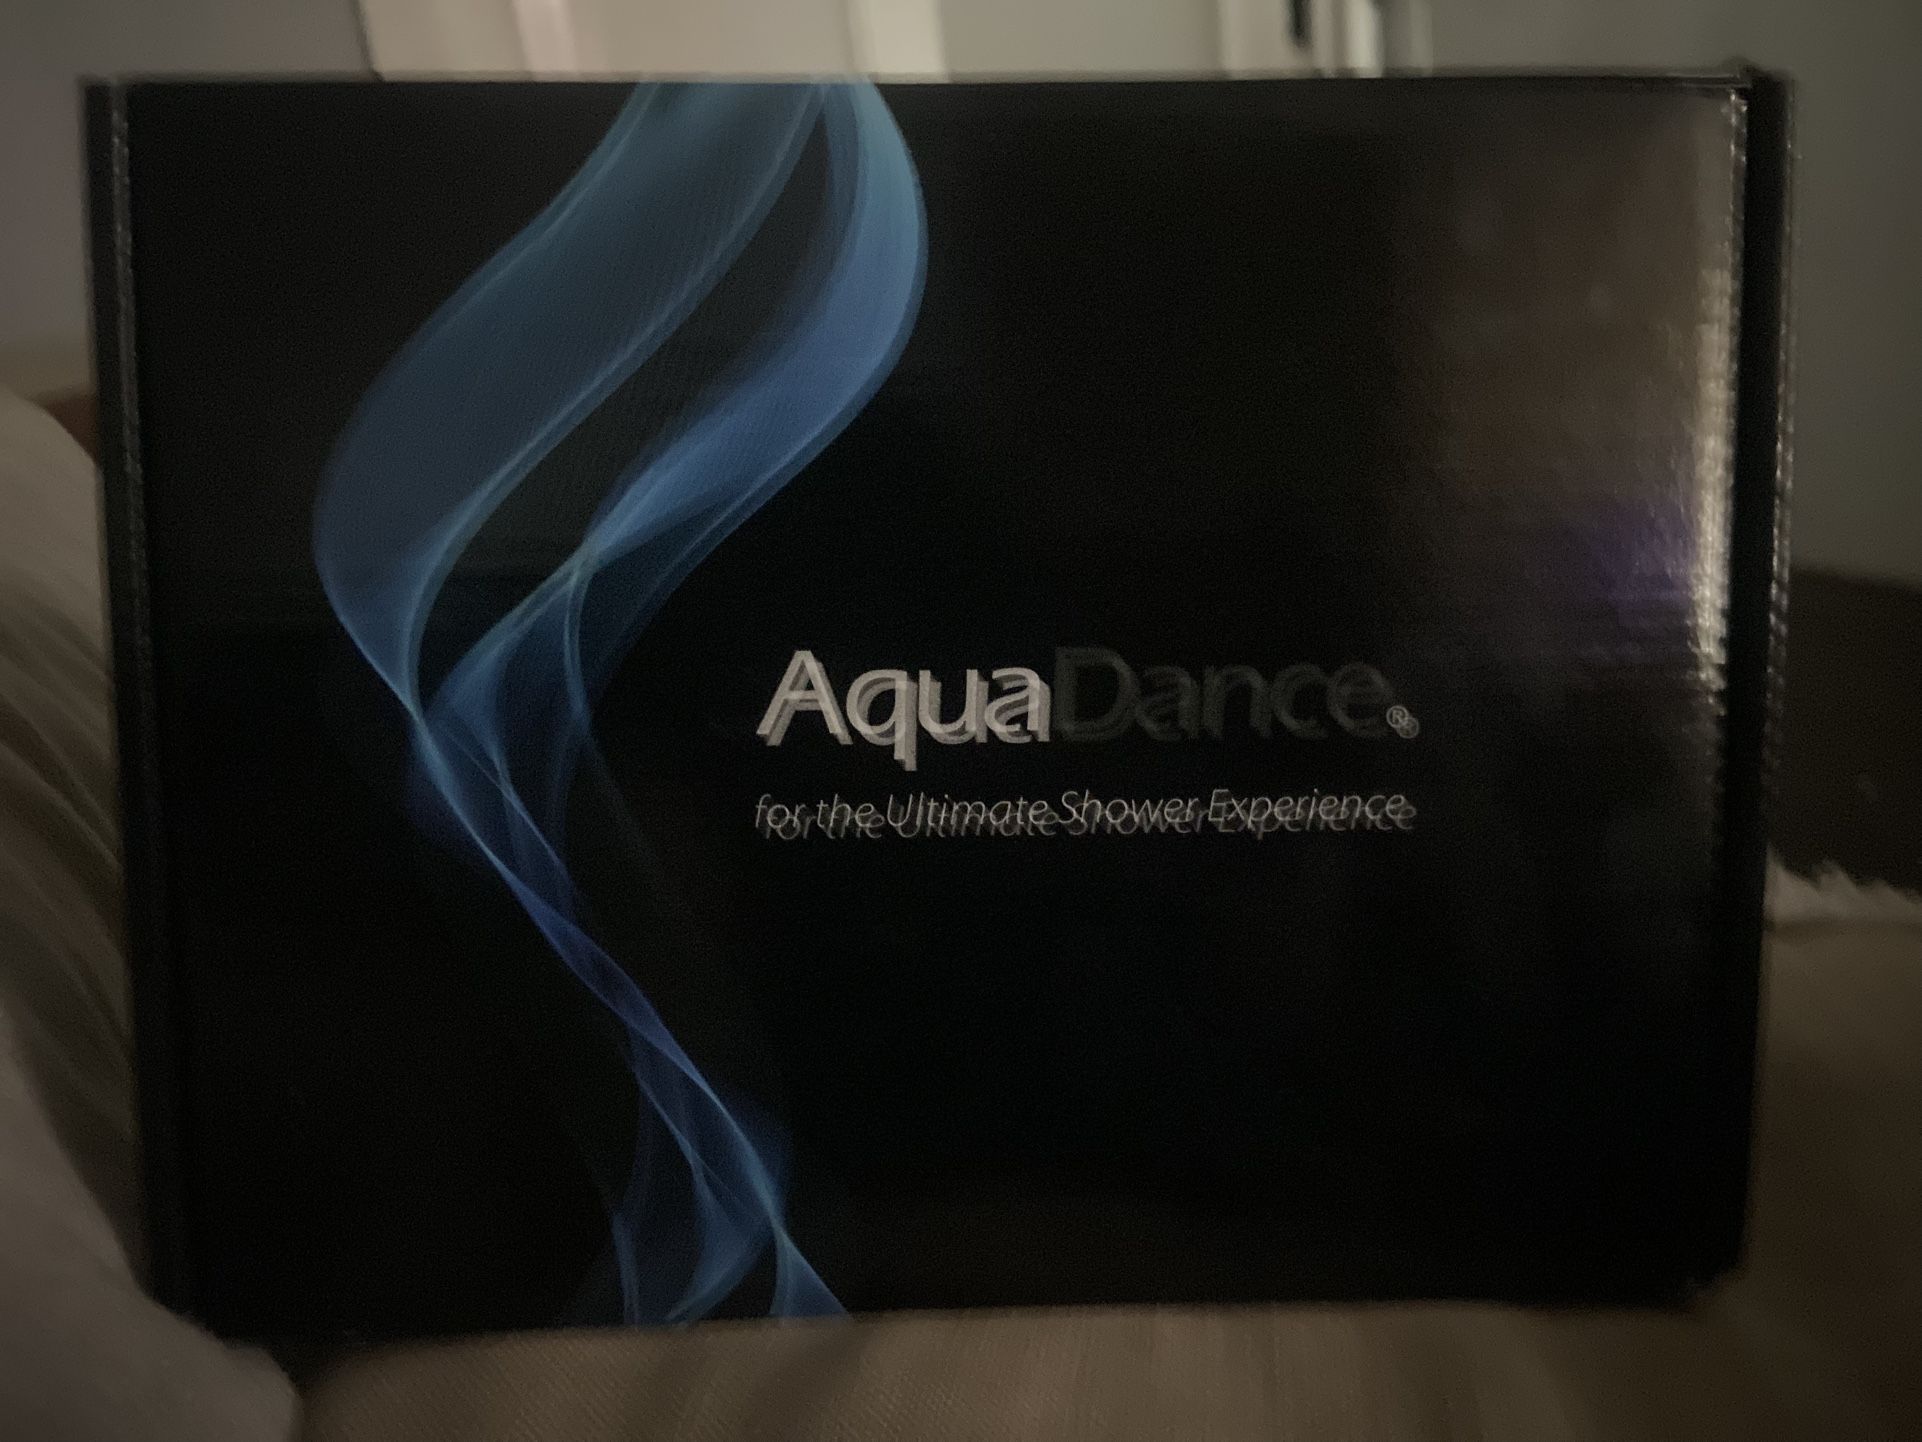 AquaDance®
for the Ultimate Shower Experience